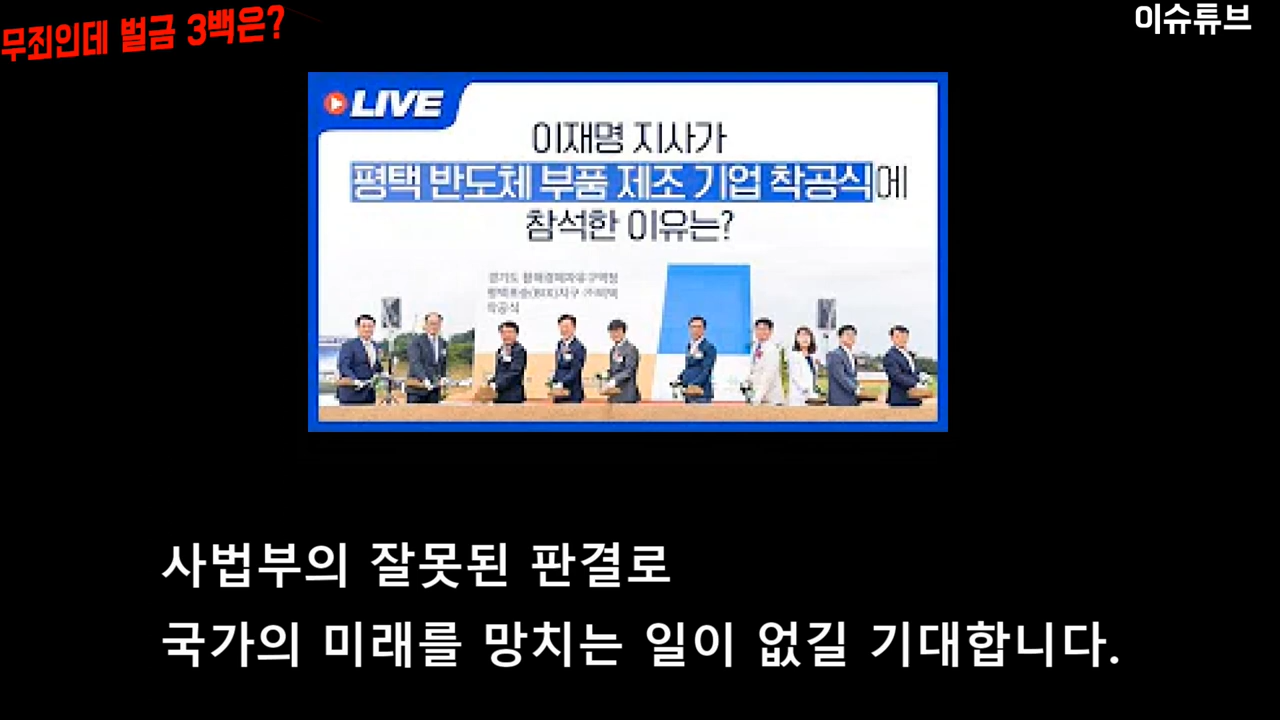 무죄인데 벌금 3백은?
이슈튜브
LIVE
이재명 지사가
평택 반도체 부품 제조 기업 착공식에
참석한 이유는?
착공식
사법부의 잘못된 판결로
국가의 미래를 망치는 일이 없길 기대합니다.